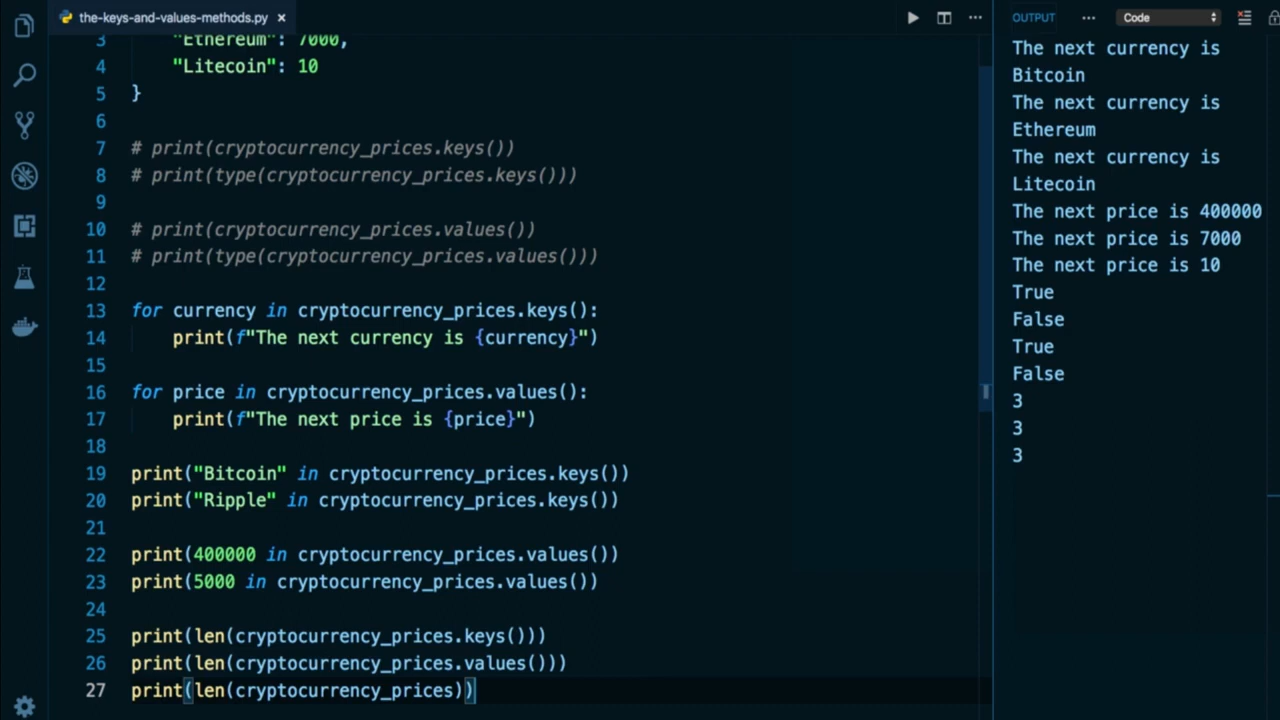 the-keys-and-values-methods.py
3 "Ethereum": 7000,
4 "Litecoin": 10
5 }
6
7 # print(cryptocurrency_prices.keys())
8 # print(type(cryptocurrency_prices.keys()))
9
10 # print(cryptocurrency_prices.values())
11 # print(type(cryptocurrency_prices.values()))
12
13 for currency in cryptocurrency_prices.keys():
14 print(f"The next currency is {currency}")
15
16 for price in cryptocurrency_prices.values():
17 print(f"The next price is {price}")
18
19 print("Bitcoin" in cryptocurrency_prices.keys())
20 print("Ripple" in cryptocurrency_prices.keys())
21
22 print(400000 in cryptocurrency_prices.values())
23 print(5000 in cryptocurrency_prices.values())
24
25 print(len(cryptocurrency_prices.keys()))
26 print(len(cryptocurrency_prices.values()))
27 print(len(cryptocurrency_prices))
OUTPUT
Code
The next currency is
Bitcoin
The next currency is
Ethereum
The next currency is
Litecoin
The next price is 400000
The next price is 7000
The next price is 10
True
False
True
False
3
3
3